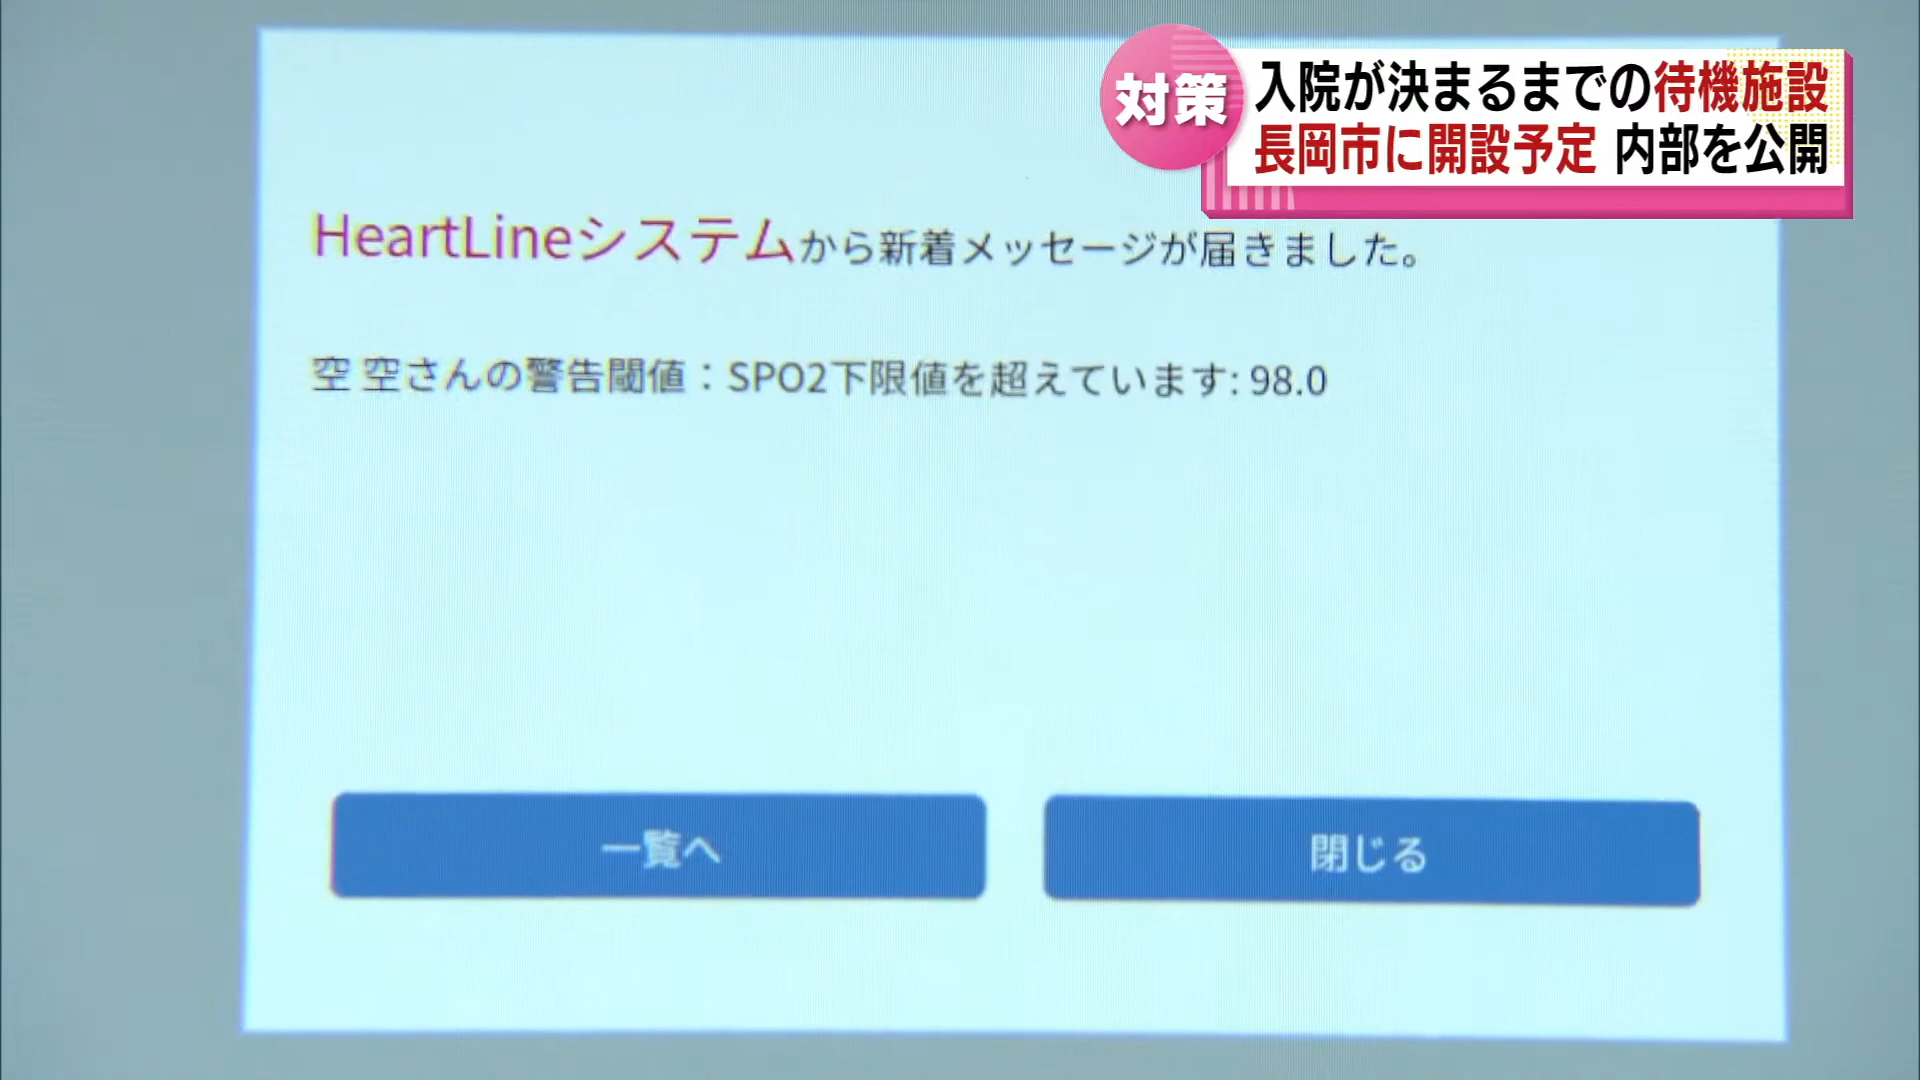 対策
入院が決まるまでの待機施設
長岡市に開設予定 内部を公開
HeartLineシステムから新着メッセージが届きました。
空 空さんの警告閾値：SPO2下限値を超えています: 98.0
一覧へ
閉じる